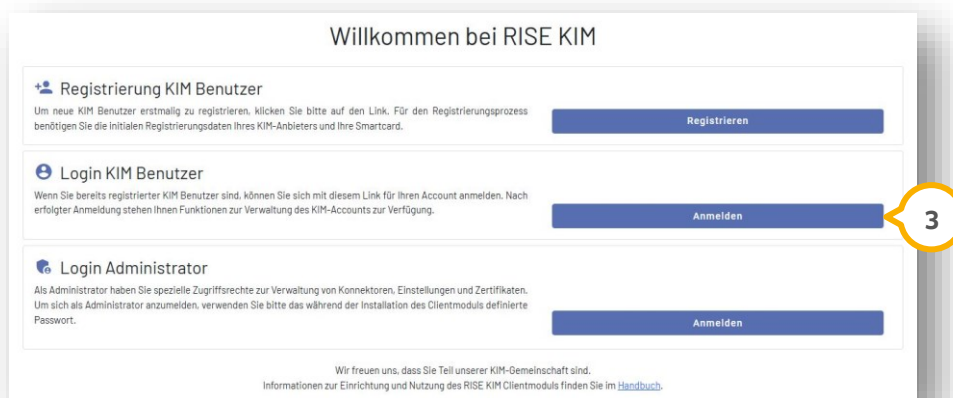 Willkommen bei RISE KIM
Registrierung KIM Benutzer
Um neue KIM Benutzer erstmalig zu registrieren, klicken Sie bitte auf den Link. Für den Registrierungsprozess
benötigen Sie die initialen Registrierungsdaten Ihres KIM-Anbieters und Ihre Smartcard.
Registrieren
Login KIM Benutzer
Wenn Sie bereits registrierter KIM Benutzer sind, können Sie sich mit diesem Link für Ihren Account anmelden. Nach
erfolgter Anmeldung stehen Ihnen Funktionen zur Verwaltung des KIM-Accounts zur Verfügung.
Anmelden
3
Login Administrator
Als Administrator haben Sie spezielle Zugriffsrechte zur Verwaltung von Konnektoren, Einstellungen und Zertifikaten.
Um sich als Administrator anzumelden, verwenden Sie bitte das während der Installation des Clientmoduls definierte
Passwort.
Anmelden
Wir freuen uns, dass Sie Teil unserer KIM-Gemeinschaft sind.
Informationen zur Einrichtung und Nutzung des RISE KIM Clientmoduls finden Sie im Handbuch.